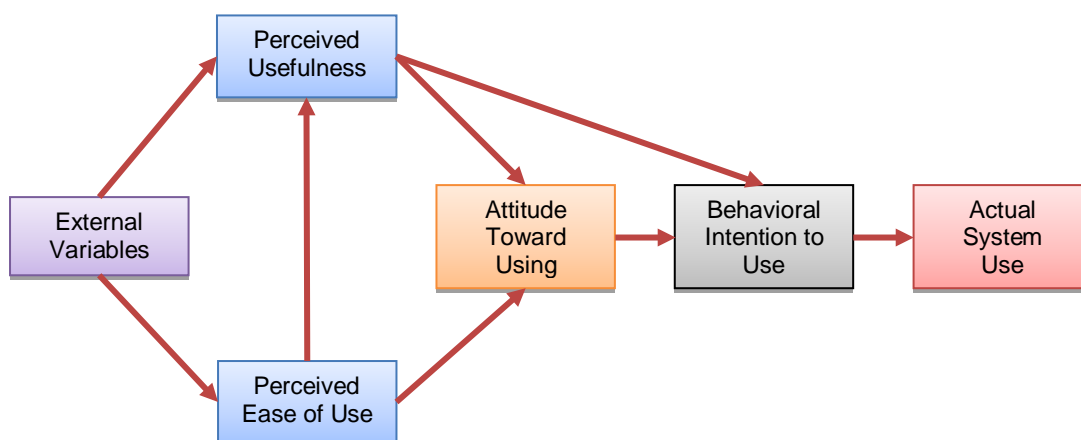 Perceived
Usefulness
External
Variables
Attitude
Toward
Using
Behavioral
Intention to
Use
Actual
System
Use
Perceived
Ease of Use